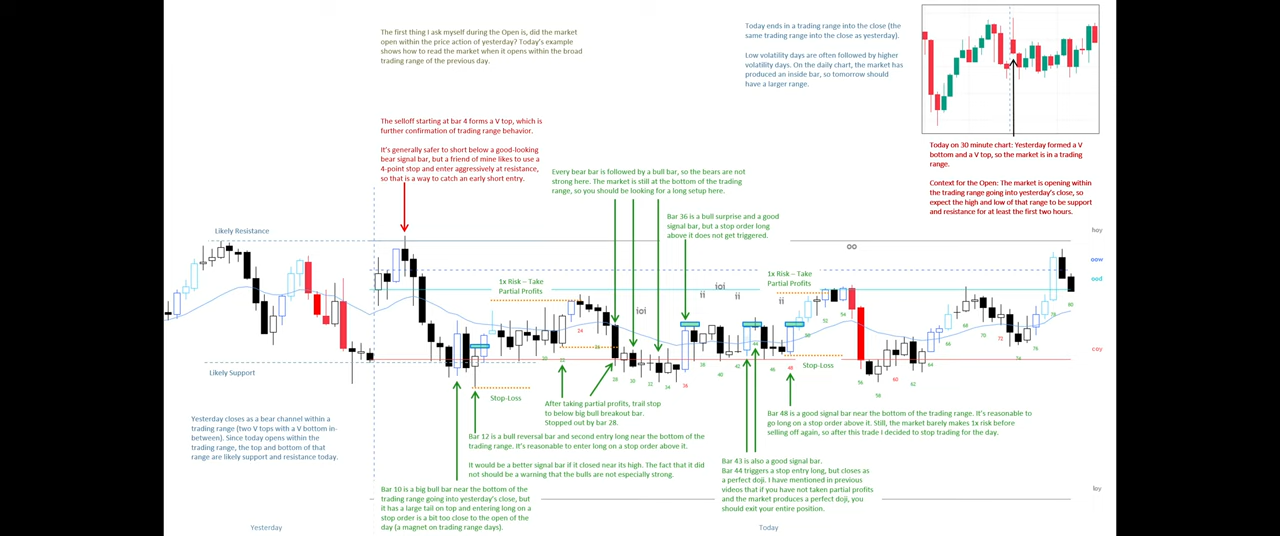 The first thing I ask myself during the Open is, did the market
open within the price action of yesterday? Today's example
shows how to read the market when it opens within the broad
trading range of the previous day.
Today ends in a trading range into the close (the
same trading range into the close as yesterday).
Low volatility days are often followed by higher
volatility days. On the daily chart, the market has
produced an inside bar, so tomorrow should
have a larger range.
The selloff starting at bar 4 forms a V top, which is
further confirmation of trading range behavior.
It's generally safer to short below a good-looking
bear signal bar, but a friend of mine likes to use a
4-point stop and enter aggressively at resistance,
so that is a way to catch an early short entry.
Today on 30 minute chart: Yesterday formed a V
bottom and a V top, so the market is in a trading
range.
Context for the Open: The market is opening within
the trading range going into yesterday's close, so
expect the high and low of that range to be support
and resistance for at least the first two hours.
Every bear bar is followed by a bull bar, so the bears are not
strong here. The market is still at the bottom of the trading
range, so you should be looking for a long setup here.
Bar 36 is a bull surprise and a good
signal bar, but a stop order long
above it does not get triggered.
Likely Resistance
hoy
oo
oow
ood
1x Risk – Take
Partial Profits
1x Risk – Take
Partial Profits
ioi
ii
ioi
ii
ii
coy
Likely Support
Stop-Loss
Stop-Loss
After taking partial profits, trail stop
to below big bull breakout bar.
Stopped out by bar 28.
Bar 48 is a good signal bar near the bottom of the trading range. It's reasonable to
go long on a stop order above it. Still, the market barely makes 1x risk before
selling off again, so after this trade I decided to stop trading for the day.
Yesterday closes as a bear channel within a
trading range (two V tops with a V bottom in-
between). Since today opens within the
trading range, the top and bottom of that
range are likely support and resistance today.
Bar 12 is a bull reversal bar and second entry long near the bottom of the
trading range. It's reasonable to enter long on a stop order above it.
It would be a better signal bar if it closed near its high. The fact that it did
not should be a warning that the bulls are not especially strong.
Bar 43 is also a good signal bar.
Bar 44 triggers a stop entry long, but closes as
a perfect doji. I have mentioned in previous
videos that if you have not taken partial profits
and the market produces a perfect doji, you
should exit your entire position.
Bar 10 is a big bull bar near the bottom of the
trading range going into yesterday's close, but
it has a large tail on top and entering long on a
stop order is a bit too close to the open of the
day (a magnet on trading range days).
loy
Yesterday
Today